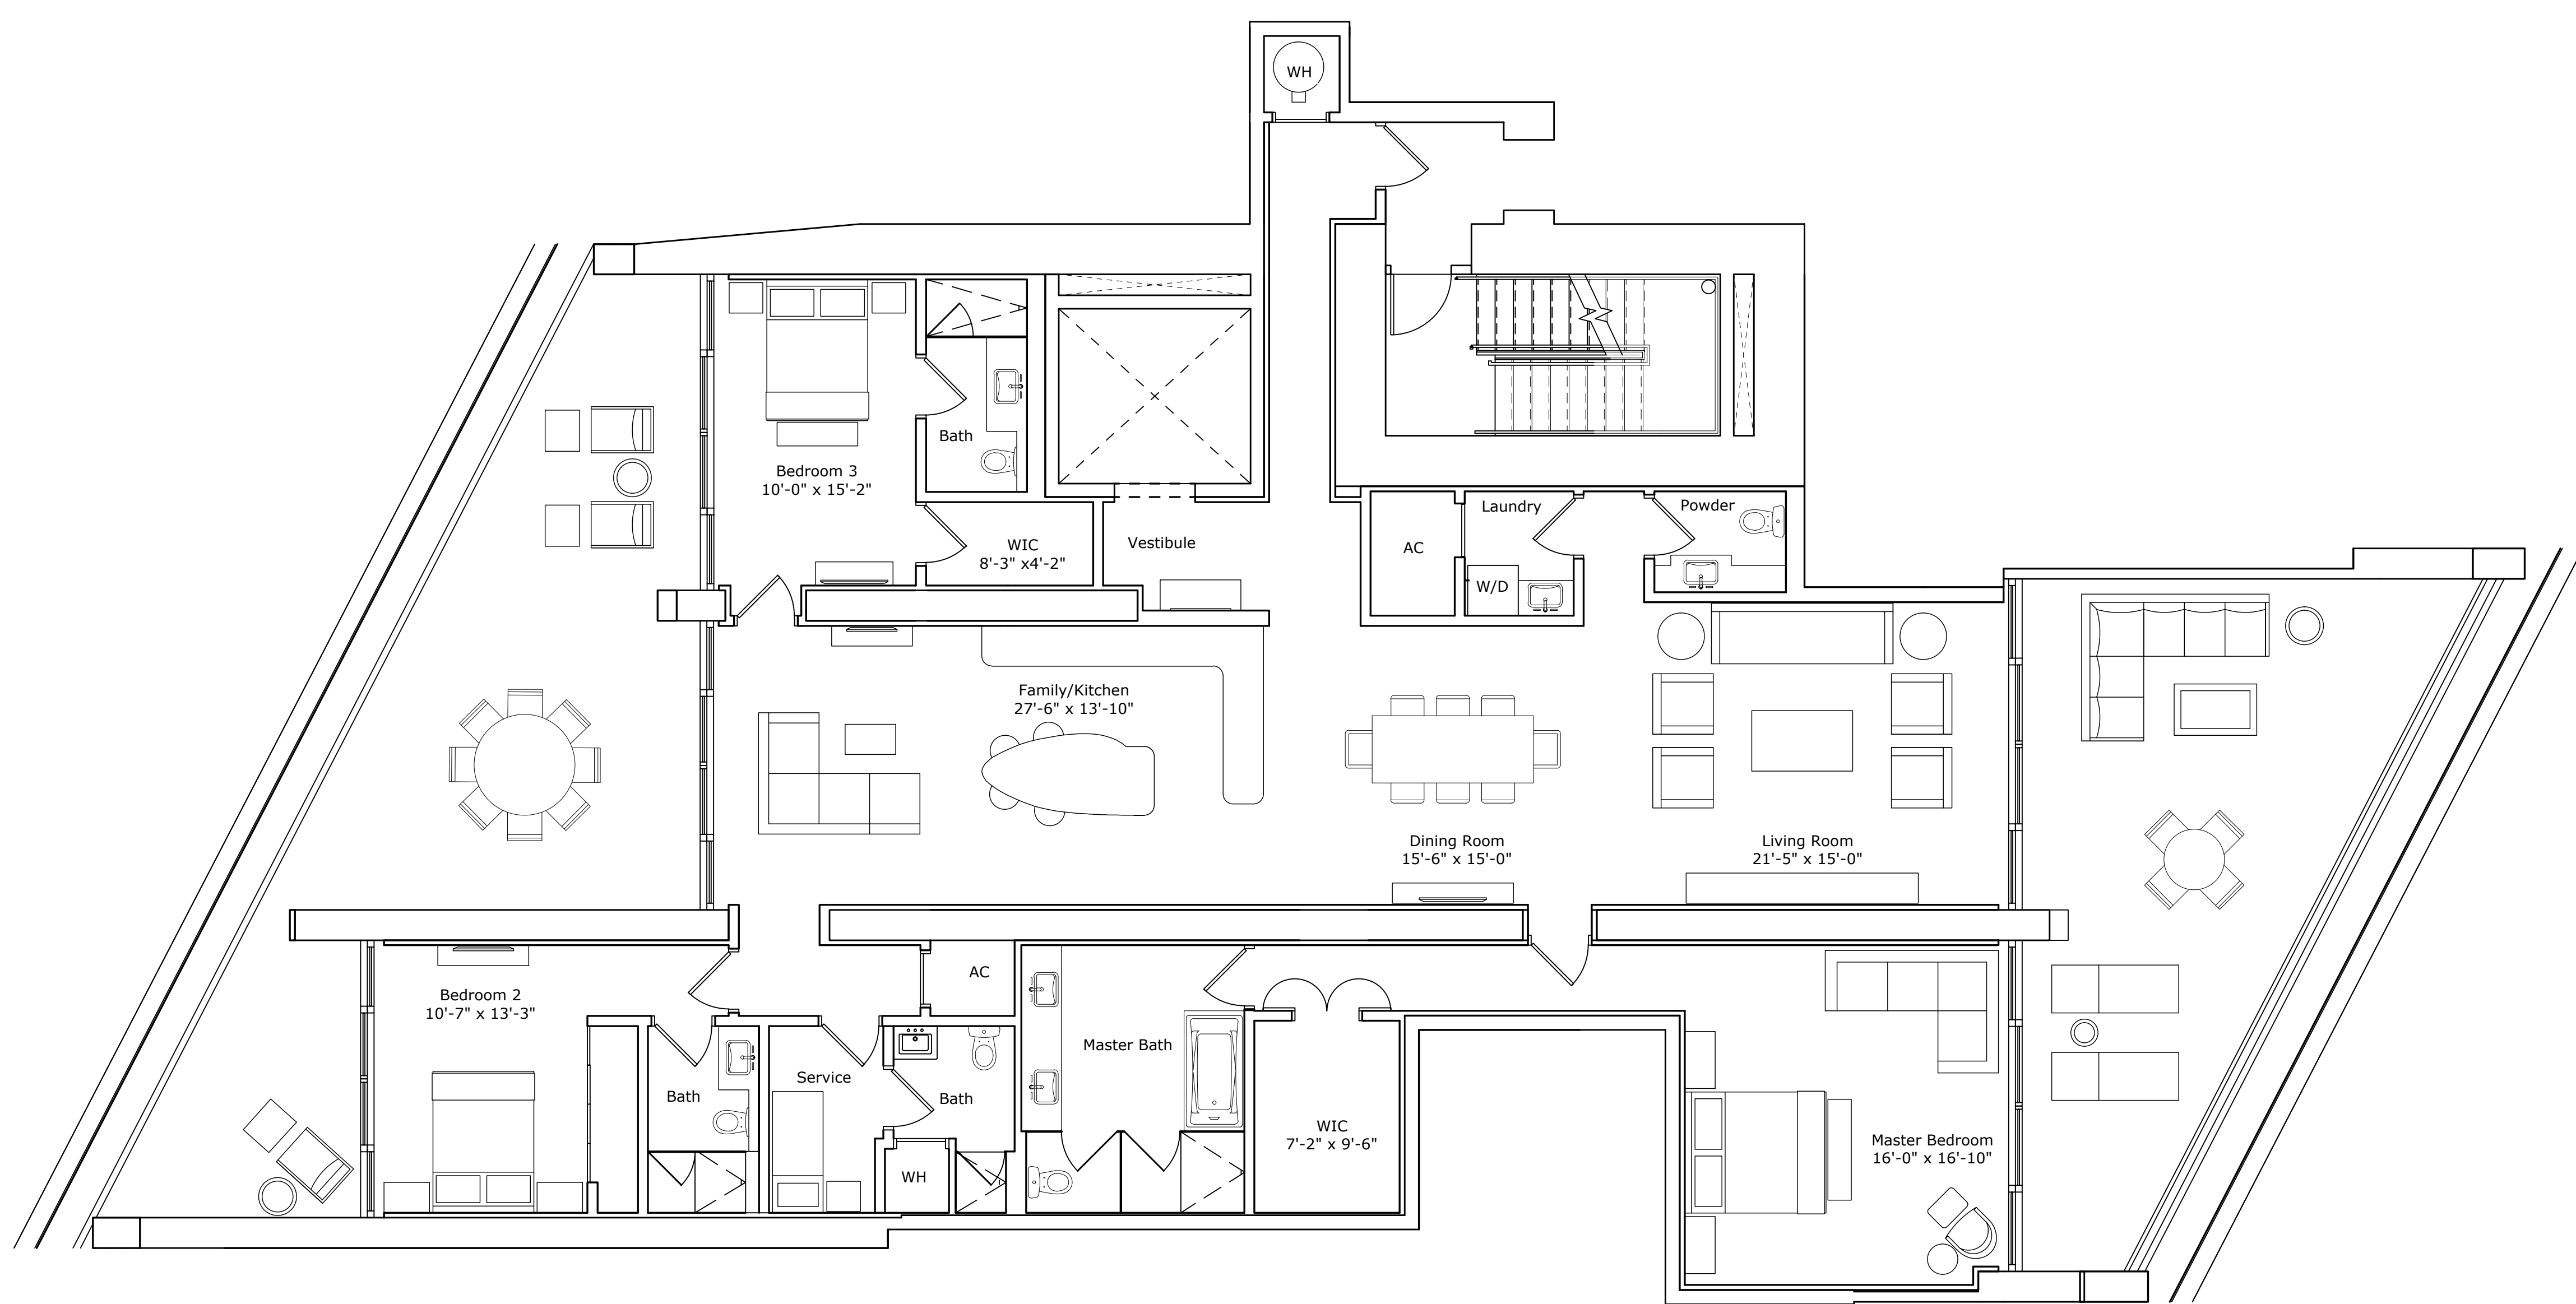 WH
Bath
Bedroom 3
10'-0" x 15'-2"
WIC
8'-3" x4'-2"
Vestibule
AC
Laundry
W/D
Powder
Family/Kitchen
27'-6" x 13'-10"
Dining Room
15'-6" x 15'-0"
Living Room
21'-5" x 15'-0"
Bedroom 2
10'-7" x 13'-3"
AC
Master Bath
Service
Bath
Bath
WH
WIC
7'-2" x 9'-6"
Master Bedroom
16'-0" x 16'-10"